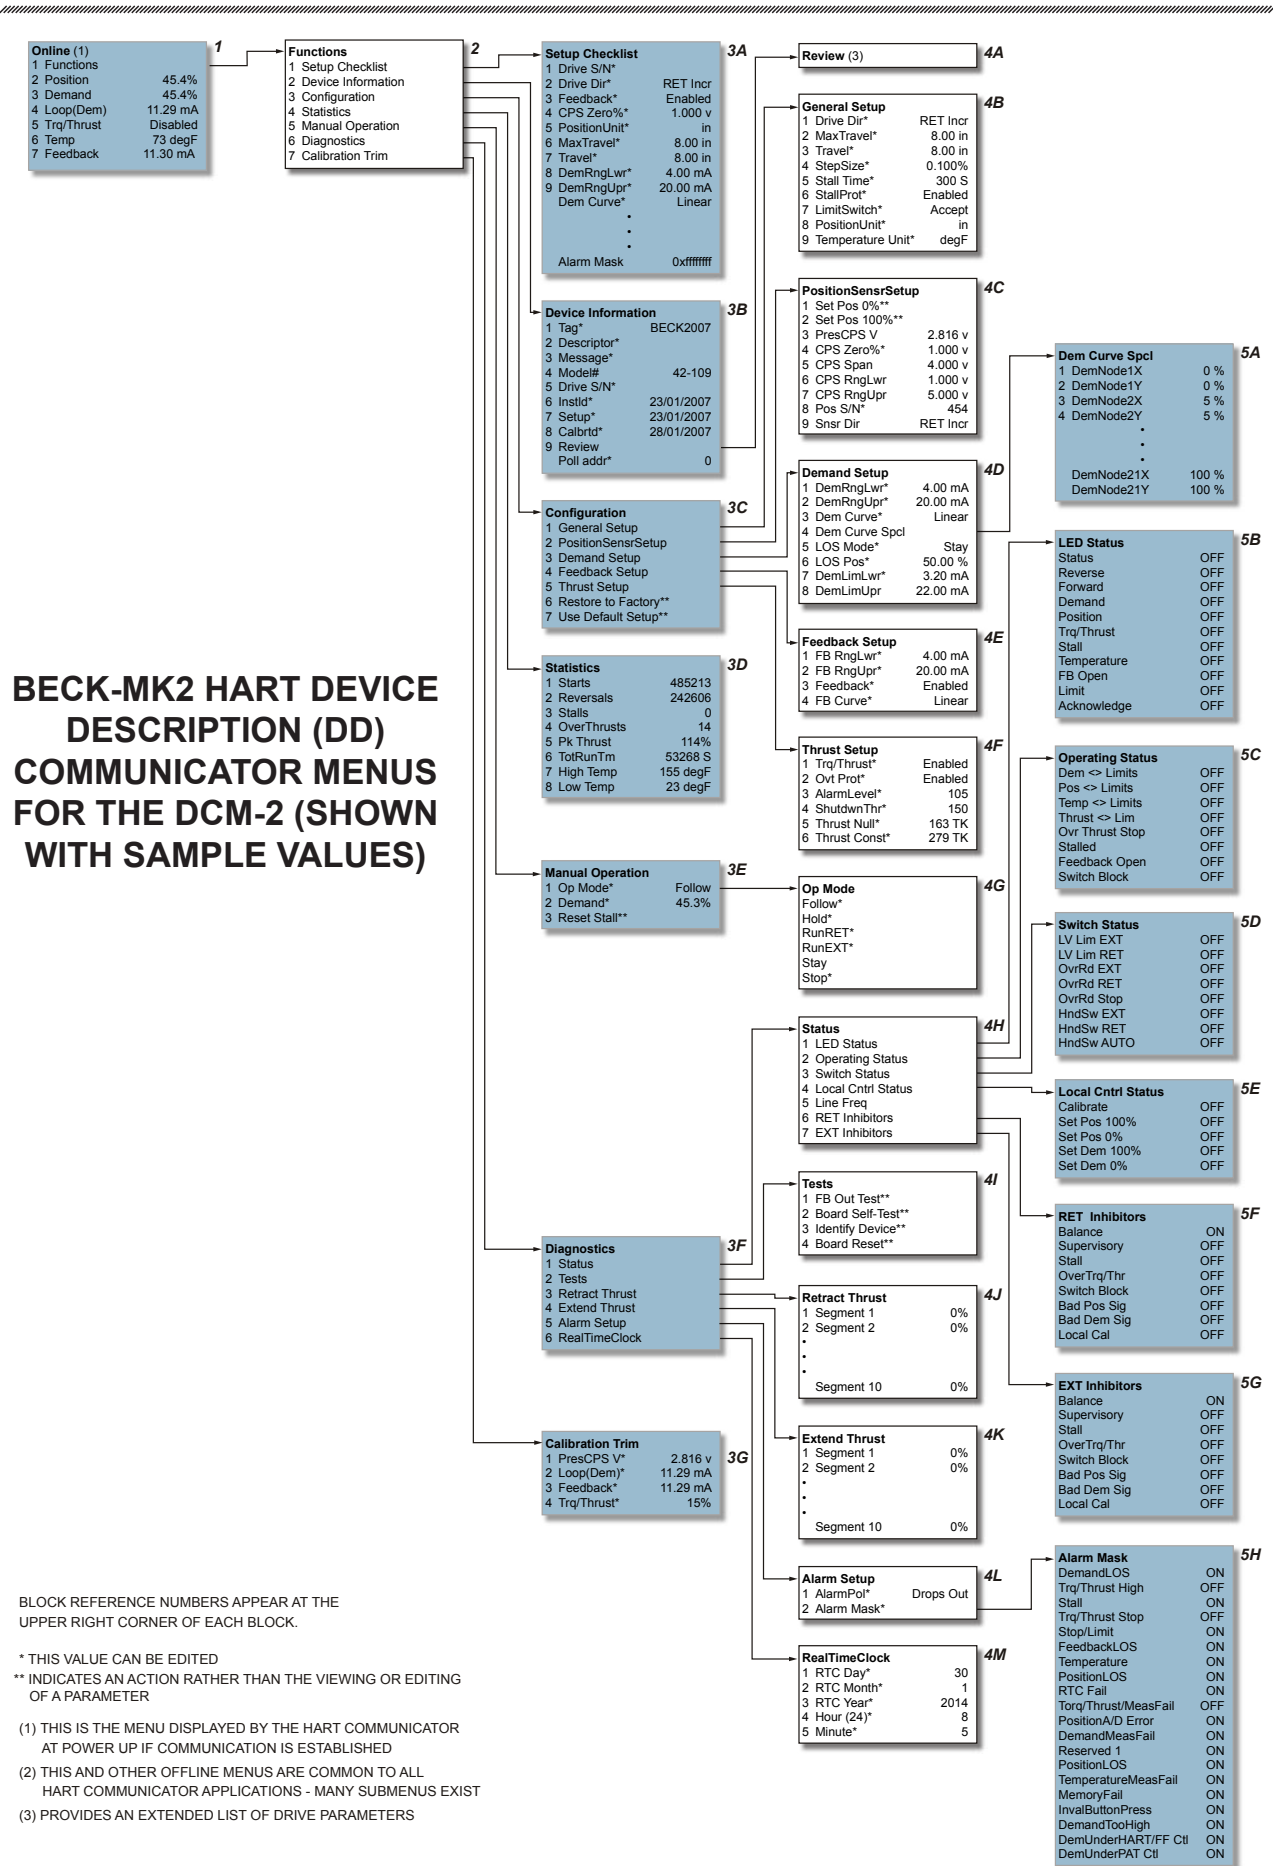 Online (1)
1 Functions
2 Position 45.4%
3 Demand 45.4%
4 Loop(Dem) 11.29 mA
5 Trq/Thrust Disabled
6 Temp 73 degF
7 Feedback 11.30 mA
1
Functions
1 Setup Checklist
2 Device Information
3 Configuration
4 Statistics
5 Manual Operation
6 Diagnostics
7 Calibration Trim
2
Setup Checklist
1 Drive S/N*
2 Drive Dir* RET Incr
3 Feedback* Enabled
4 CPS Zero%* 1.000 v
5 PositionUnit* in
6 MaxTravel* 8.00 in
7 Travel* 8.00 in
8 DemRngLwr* 4.00 mA
9 DemRngUpr* 20.00 mA
Dem Curve* Linear
•
•
•
Alarm Mask 0xffffffff
3A
Device Information
1 Tag* BECK2007
2 Descriptor*
3 Message*
4 Model# 42-109
5 Drive S/N*
6 Instld* 23/01/2007
7 Setup* 23/01/2007
8 Calbrtd* 28/01/2007
9 Review
Poll addr* 0
3B
Configuration
1 General Setup
2 PositionSensrSetup
3 Demand Setup
4 Feedback Setup
5 Thrust Setup
6 Restore to Factory**
7 Use Default Setup**
3C
Statistics
1 Starts 485213
2 Reversals 242606
3 Stalls 0
4 OverThrusts 14
5 Pk Thrust 114%
6 TotRunTm 53268 S
7 High Temp 155 degF
8 Low Temp 23 degF
3D
Manual Operation
1 Op Mode* Follow
2 Demand* 45.3%
3 Reset Stall**
3E
Diagnostics
1 Status
2 Tests
3 Retract Thrust
4 Extend Thrust
5 Alarm Setup
6 RealTimeClock
3F
Calibration Trim
1 PresCPS V* 2.816 v
2 Loop(Dem)* 11.29 mA
3 Feedback* 11.29 mA
4 Trq/Thrust* 15%
3G
Review (3)
4A
General Setup
1 Drive Dir* RET Incr
2 MaxTravel* 8.00 in
3 Travel* 8.00 in
4 StepSize* 0.100%
5 Stall Time* 300 S
6 StallProt* Enabled
7 LimitSwitch* Accept
8 PositionUnit* in
9 Temperature Unit* degF
4B
PositionSensrSetup
1 Set Pos 0%**
2 Set Pos 100%**
3 PresCPS V 2.816 v
4 CPS Zero%* 1.000 v
5 CPS Span 4.000 v
6 CPS RngLwr 1.000 v
7 CPS RngUpr 5.000 v
8 Pos S/N* 454
9 Snsr Dir RET Incr
4C
Demand Setup
1 DemRngLwr* 4.00 mA
2 DemRngUpr* 20.00 mA
3 Dem Curve* Linear
4 Dem Curve Spcl
5 LOS Mode* Stay
6 LOS Pos* 50.00 %
7 DemLimLwr* 3.20 mA
8 DemLimUpr 22.00 mA
4D
Feedback Setup
1 FB RngLwr* 4.00 mA
2 FB RngUpr* 20.00 mA
3 Feedback* Enabled
4 FB Curve* Linear
4E
Thrust Setup
1 Trq/Thrust* Enabled
2 Ovt Prot* Enabled
3 AlarmLevel* 105
4 ShutdwnThr* 150
5 Thrust Null* 163 TK
6 Thrust Const* 279 TK
4F
Op Mode
Follow*
Hold*
RunRET*
RunEXT*
Stay
Stop*
4G
Status
1 LED Status
2 Operating Status
3 Switch Status
4 Local Cntrl Status
5 Line Freq
6 RET Inhibitors
7 EXT Inhibitors
4H
Tests
1 FB Out Test**
2 Board Self-Test**
3 Identify Device**
4 Board Reset**
4I
Retract Thrust
1 Segment 1 0%
2 Segment 2 0%
•
•
•
Segment 10 0%
4J
Extend Thrust
1 Segment 1 0%
2 Segment 2 0%
•
•
•
Segment 10 0%
4K
Alarm Setup
1 AlarmPol* Drops Out
2 Alarm Mask*
4L
RealTimeClock
1 RTC Day* 30
2 RTC Month* 1
3 RTC Year* 2014
4 Hour (24)* 8
5 Minute* 5
4M
Dem Curve Spcl
1 DemNode1X 0 %
2 DemNode1Y 0 %
3 DemNode2X 5 %
4 DemNode2Y 5 %
•
•
•
DemNode21X 100 %
DemNode21Y 100 %
5A
LED Status
Status OFF
Reverse OFF
Forward OFF
Demand OFF
Position OFF
Trq/Thrust OFF
Stall OFF
Temperature OFF
FB Open OFF
Limit OFF
Acknowledge OFF
5B
Operating Status
Dem <> Limits OFF
Pos <> Limits OFF
Temp <> Limits OFF
Thrust <> Lim OFF
Ovr Thrust Stop OFF
Stalled OFF
Feedback Open OFF
Switch Block OFF
5C
Switch Status
LV Lim EXT OFF
LV Lim RET OFF
OvrRd EXT OFF
OvrRd RET OFF
OvrRd Stop OFF
HndSw EXT OFF
HndSw RET OFF
HndSw AUTO OFF
5D
Local Cntrl Status
Calibrate OFF
Set Pos 100% OFF
Set Pos 0% OFF
Set Dem 100% OFF
Set Dem 0% OFF
5E
RET Inhibitors
Balance ON
Supervisory OFF
Stall OFF
OverTrq/Thr OFF
Switch Block OFF
Bad Pos Sig OFF
Bad Dem Sig OFF
Local Cal OFF
5F
EXT Inhibitors
Balance ON
Supervisory OFF
Stall OFF
OverTrq/Thr OFF
Switch Block OFF
Bad Pos Sig OFF
Bad Dem Sig OFF
Local Cal OFF
5G
Alarm Mask
DemandLOS ON
Trq/Thrust High OFF
Stall ON
Trq/Thrust Stop OFF
Stop/Limit ON
FeedbackLOS ON
Temperature ON
PositionLOS ON
RTC Fail ON
Torq/Thrust/MeasFail OFF
PositionA/D Error ON
DemandMeasFail ON
Reserved 1 ON
PositionLOS ON
TemperatureMeasFail ON
MemoryFail ON
InvalButtonPress ON
DemandTooHigh ON
DemUnderHART/FF Ctl ON
DemUnderPAT Ctl ON
5H
BECK-MK2 HART DEVICE
DESCRIPTION (DD)
COMMUNICATOR MENUS
FOR THE DCM-2 (SHOWN
WITH SAMPLE VALUES)
BLOCK REFERENCE NUMBERS APPEAR AT THE
UPPER RIGHT CORNER OF EACH BLOCK.
* THIS VALUE CAN BE EDITED
** INDICATES AN ACTION RATHER THAN THE VIEWING OR EDITING
OF A PARAMETER
(1) THIS IS THE MENU DISPLAYED BY THE HART COMMUNICATOR
AT POWER UP IF COMMUNICATION IS ESTABLISHED
(2) THIS AND OTHER OFFLINE MENUS ARE COMMON TO ALL
HART COMMUNICATOR APPLICATIONS - MANY SUBMENUS EXIST
(3) PROVIDES AN EXTENDED LIST OF DRIVE PARAMETERS